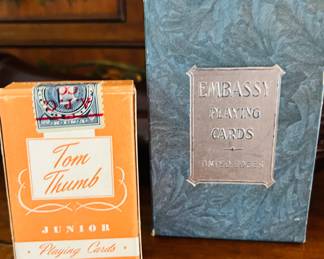 Tom
Thumb
JUNIOR
Playing Cards
EMBASSY
PLAYING
CARDS